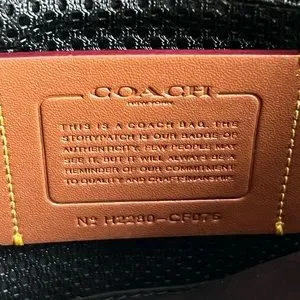 COACH
NEW YORK
THIS IS A COACH BAG. THE
STORYPATCH IS OUR BADGE OF
AUTHENTICITY. FEW PEOPLE MAY
SEE IT, BUT IT WILL ALWAYS BE A
REMINDER OF OUR COMMITMENT
TO QUALITY AND CRAFTSMANSHIP.
Nº H2280-CF076